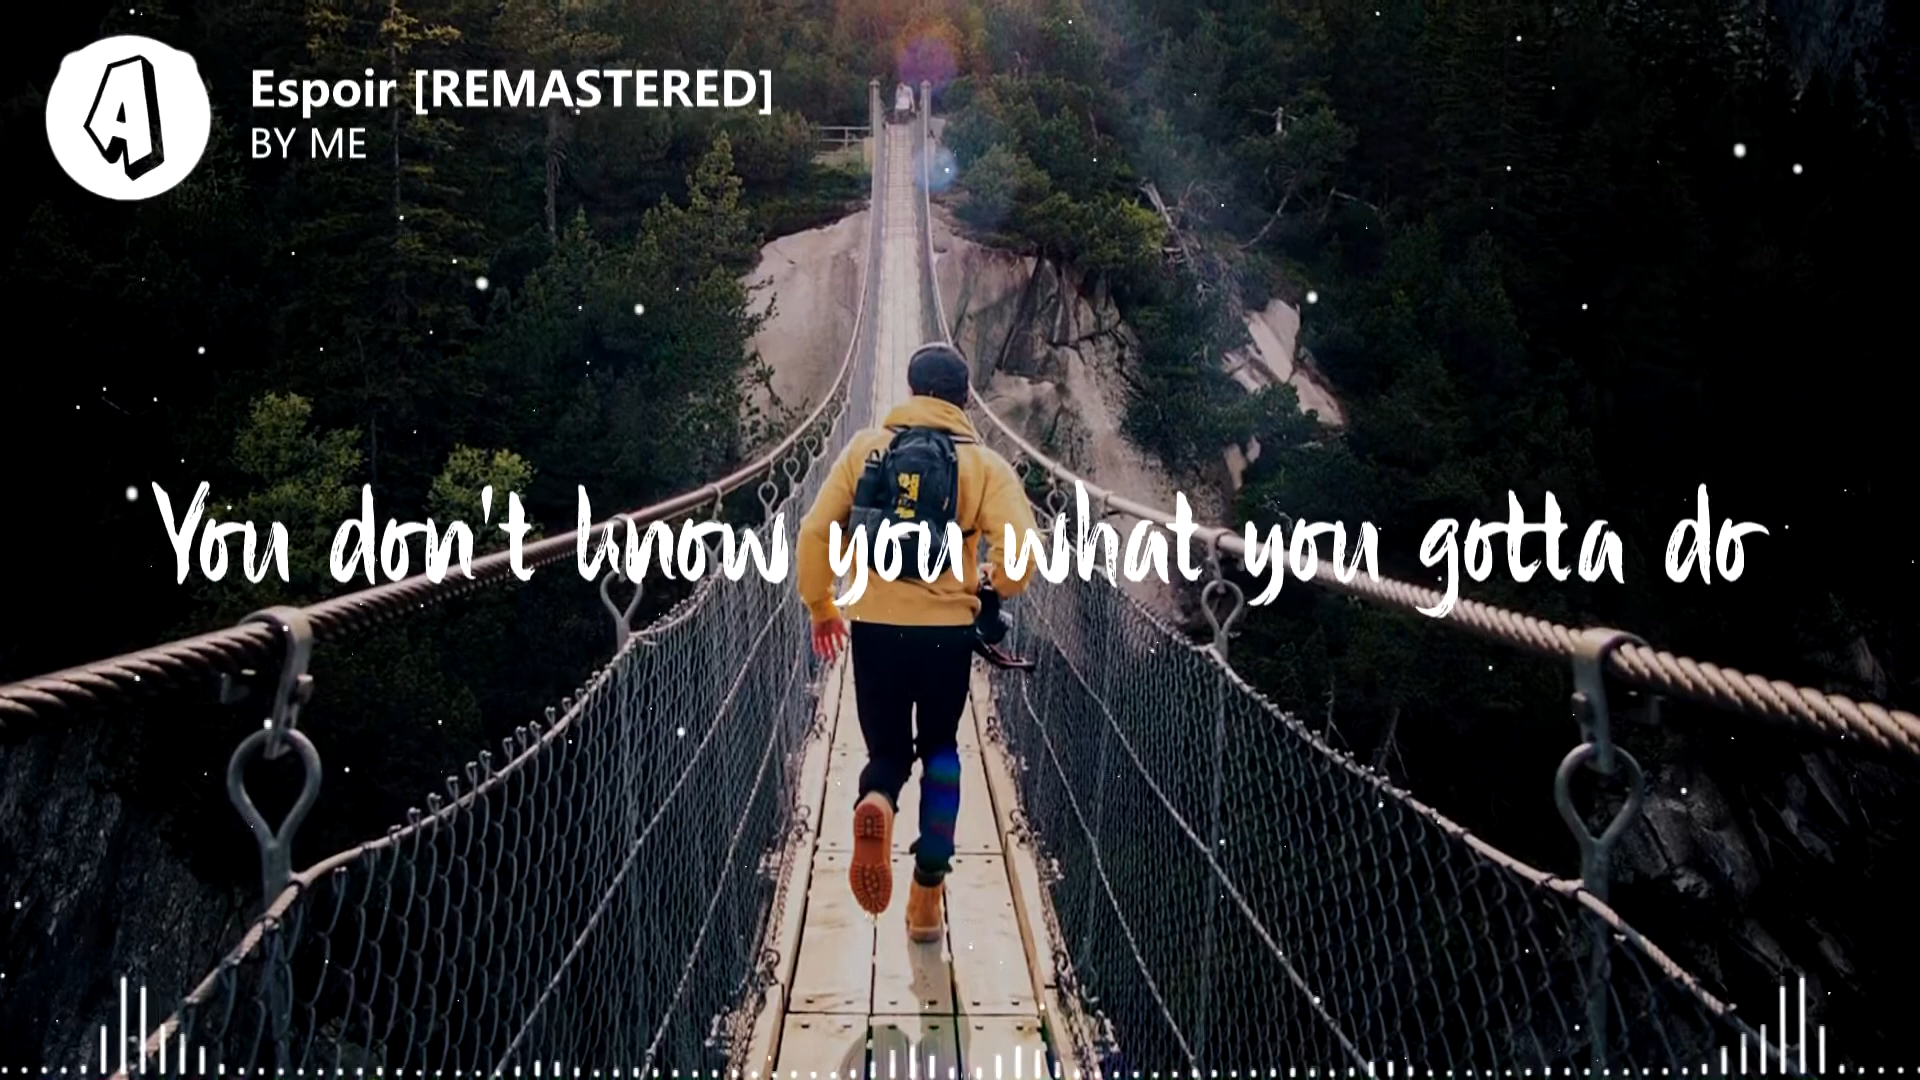 A
Espoir [REMASTERED]
BY ME
You don't know you what you gotta do